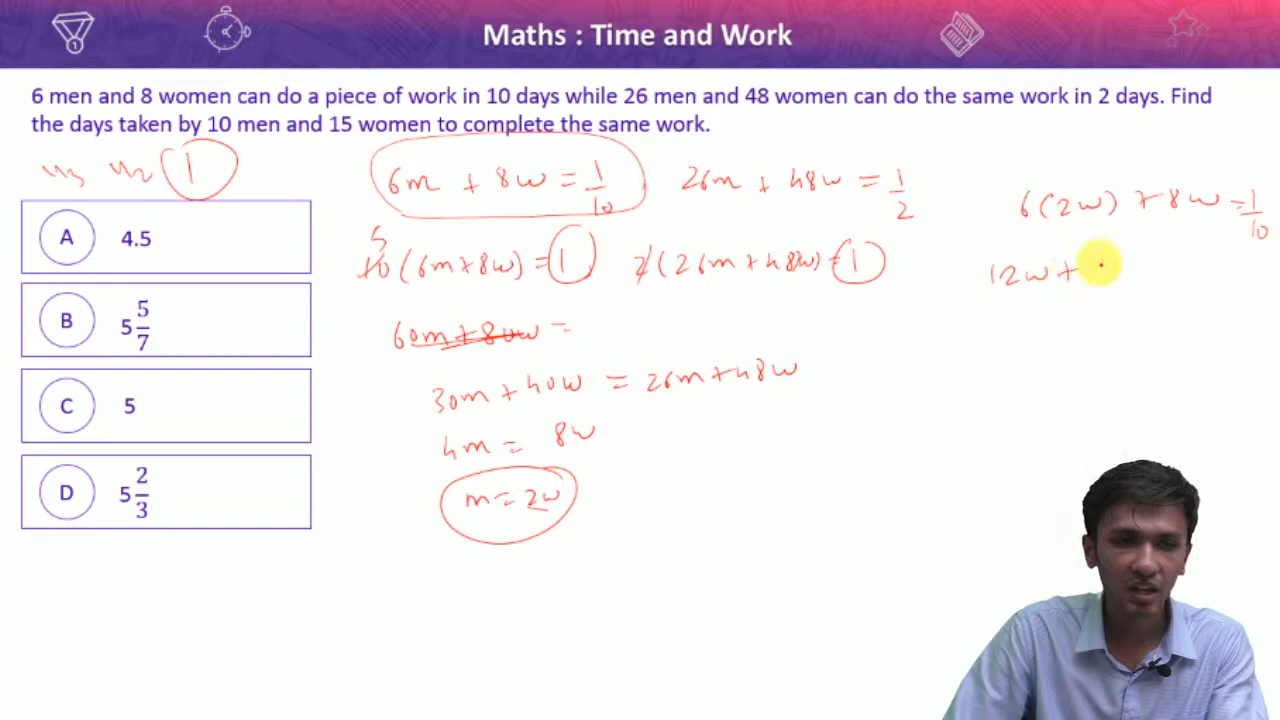 Maths : Time and Work
6 men and 8 women can do a piece of work in 10 days while 26 men and 48 women can do the same work in 2 days. Find
the days taken by 10 men and 15 women to complete the same work.
1
6m + 8w = 1/10
26m + 48w = 1/2
6(2w) + 8w = 1/10
5
10 (6m+8w) = 1
2(26m+48w) = 1
12w +
60m+80w =
30m + 40w = 26m+48w
4m = 8w
m = 2w
A 4.5
B 5 5/7
C 5
D 5 2/3